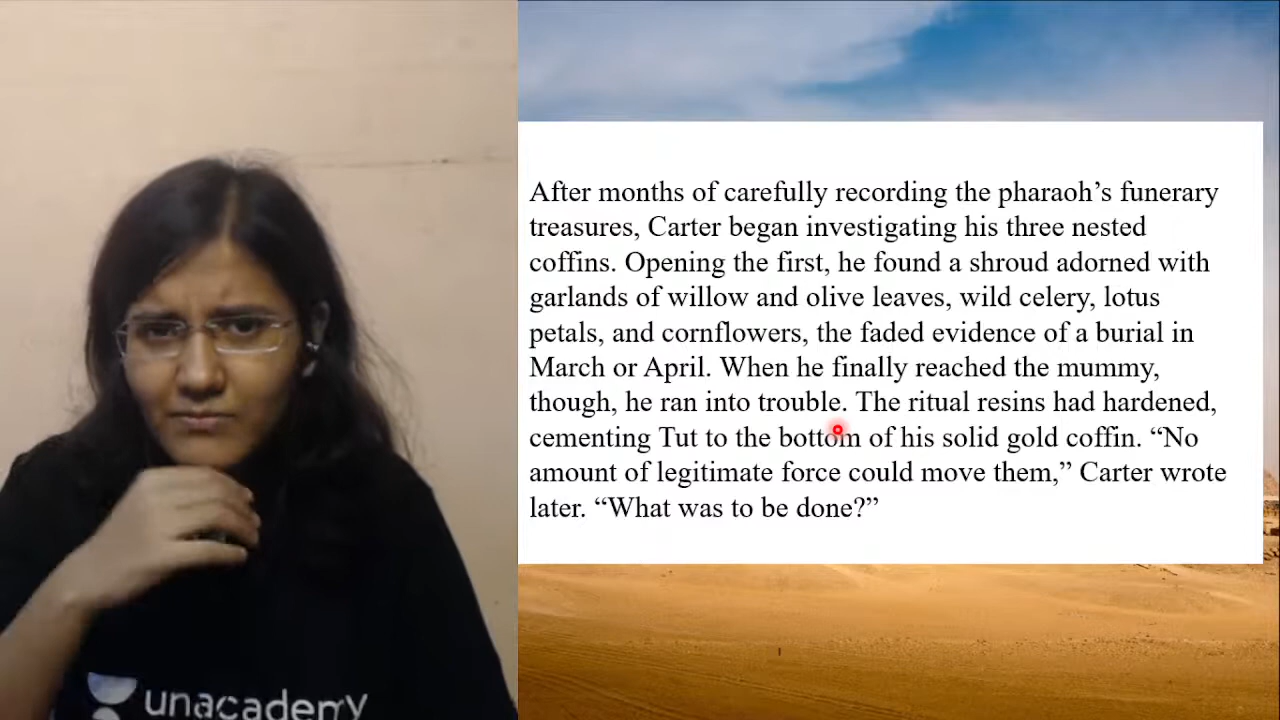 After months of carefully recording the pharaoh’s funerary
treasures, Carter began investigating his three nested
coffins. Opening the first, he found a shroud adorned with
garlands of willow and olive leaves, wild celery, lotus
petals, and cornflowers, the faded evidence of a burial in
March or April. When he finally reached the mummy,
though, he ran into trouble. The ritual resins had hardened,
cementing Tut to the bottom of his solid gold coffin. “No
amount of legitimate force could move them,” Carter wrote
later. “What was to be done?”
unacademy